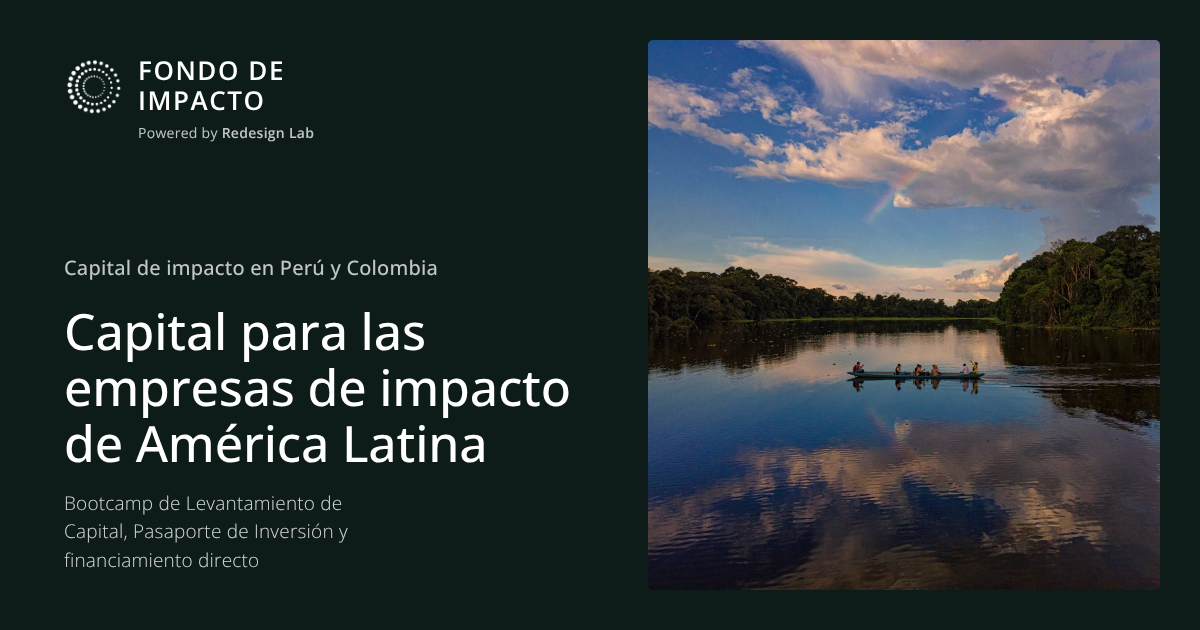 FONDO DE
IMPACTO
Powered by Redesign Lab
Capital de impacto en Perú y Colombia
Capital para las
empresas de impacto
de América Latina
Bootcamp de Levantamiento de
Capital, Pasaporte de Inversión y
financiamiento directo